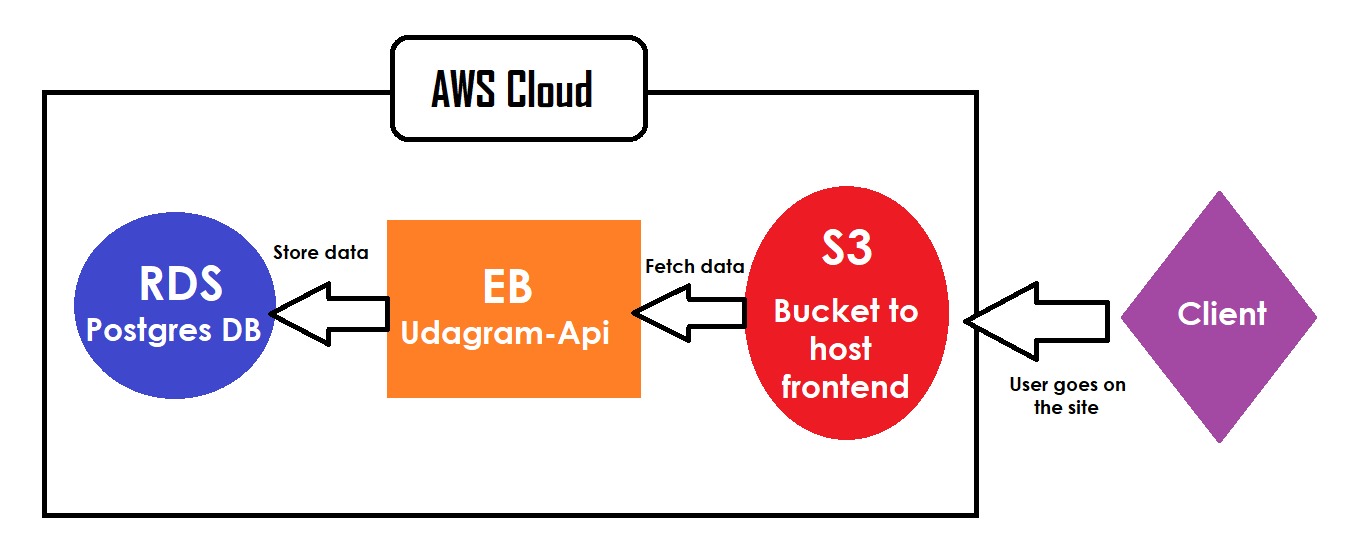 AWS Cloud
RDS
Postgres DB
Store data
EB
Udagram-Api
Fetch data
S3
Bucket to
host
frontend
User goes on
the site
Client